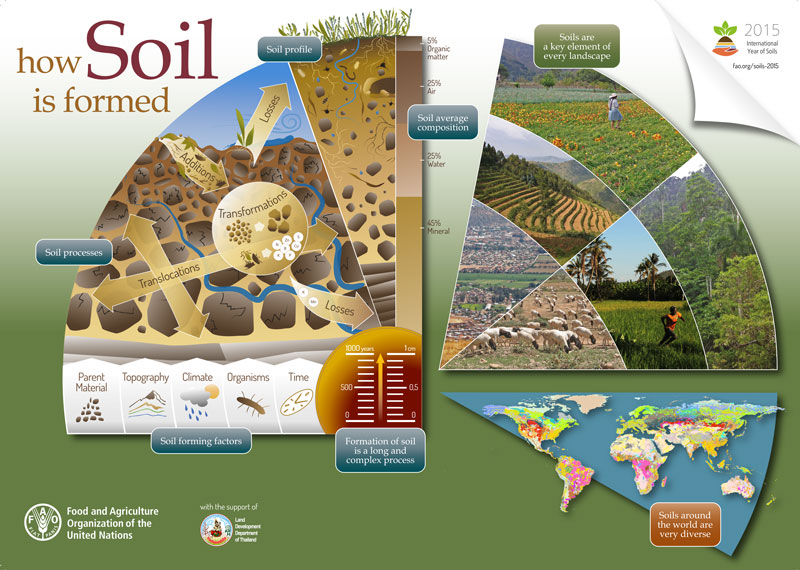 how Soil
is formed
Soil profile
5%
Organic
matter
25%
Air
Soil average
composition
25%
Water
45%
Mineral
Losses
Additions
Transformations
Translocations
Losses
Soil processes
Parent
Material
Topography
Climate
Organisms
Time
Soil forming factors
1000 years
500
0
1 cm
0,5
0
Formation of soil
is a long and
complex process
Soils are
a key element of
every landscape
2015
International
Year of Soils
fao.org/soils-2015
Soils around
the world are
very diverse
FAO
FIAT PANIS
Food and Agriculture
Organization of the
United Nations
with the support of
Land
Development
Department
of Thailand